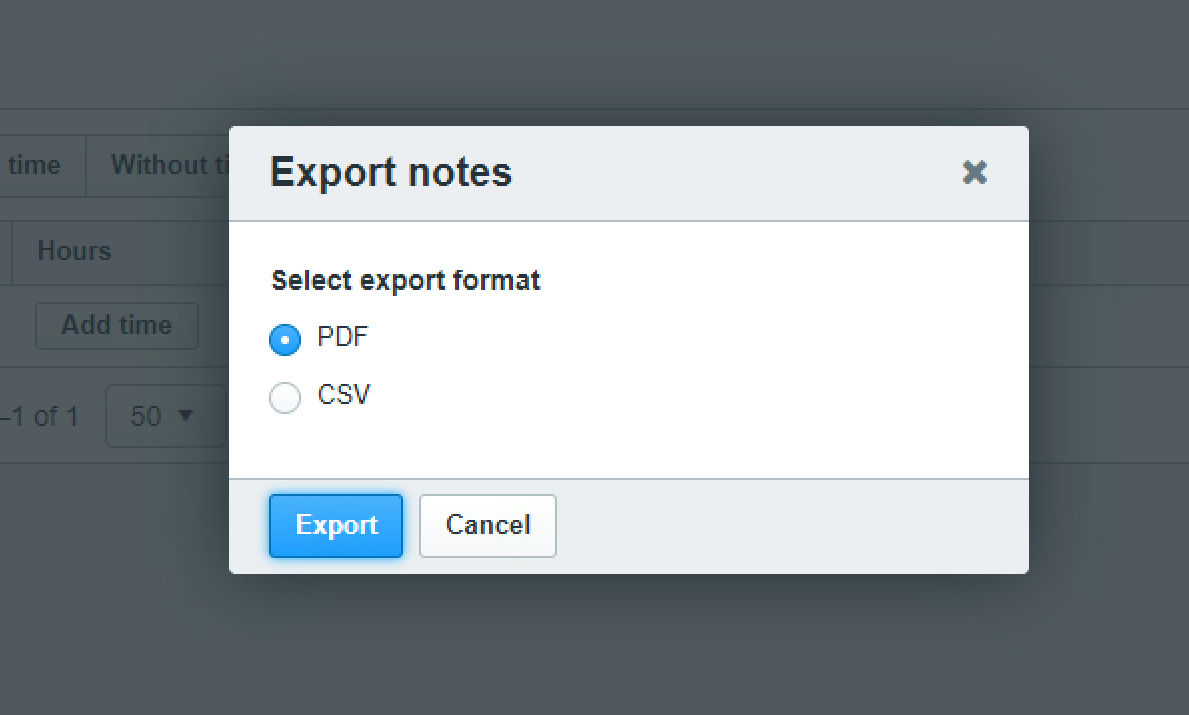 time
Without ti
Export notes
Hours
Select export format
Add time
PDF
CSV
–1 of 1
50
Export
Cancel